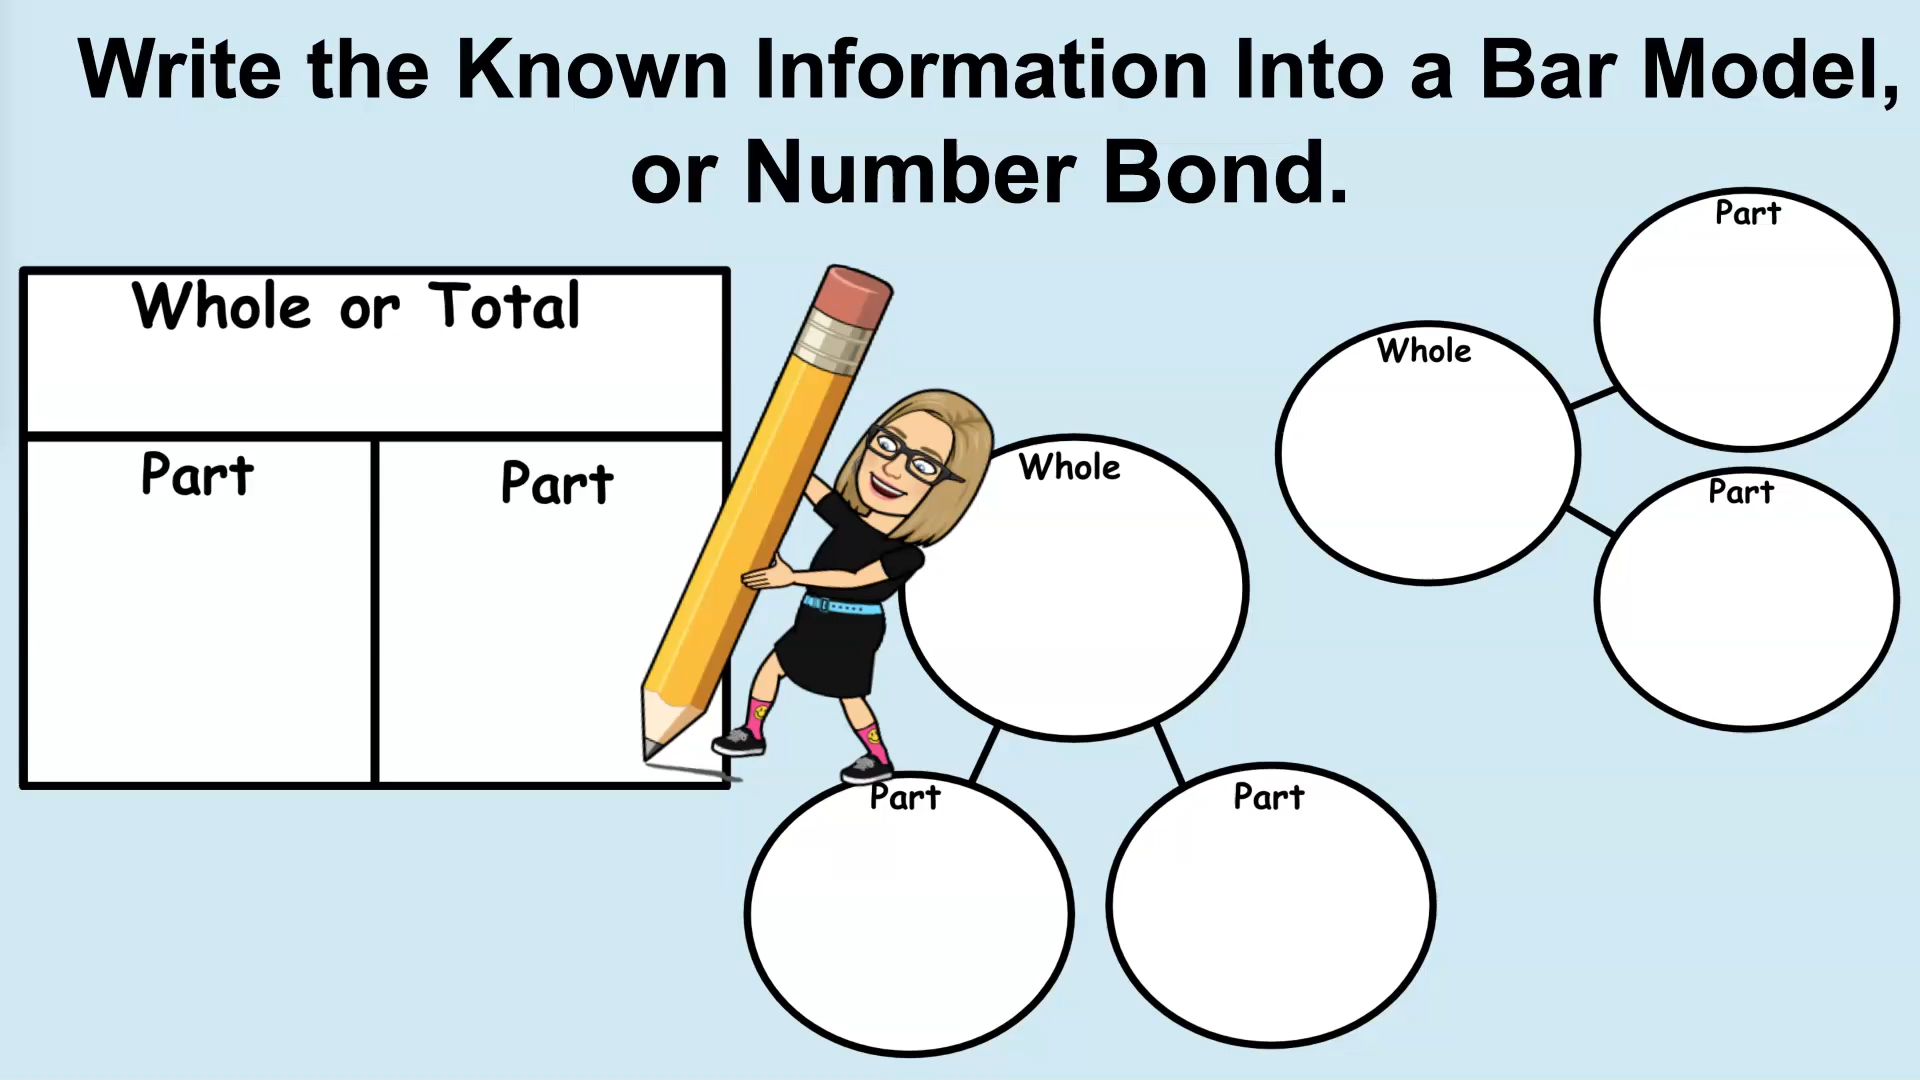 Write the Known Information Into a Bar Model,
or Number Bond.
Whole or Total
Part
Part
Whole
Part
Part
Whole
Part
Part